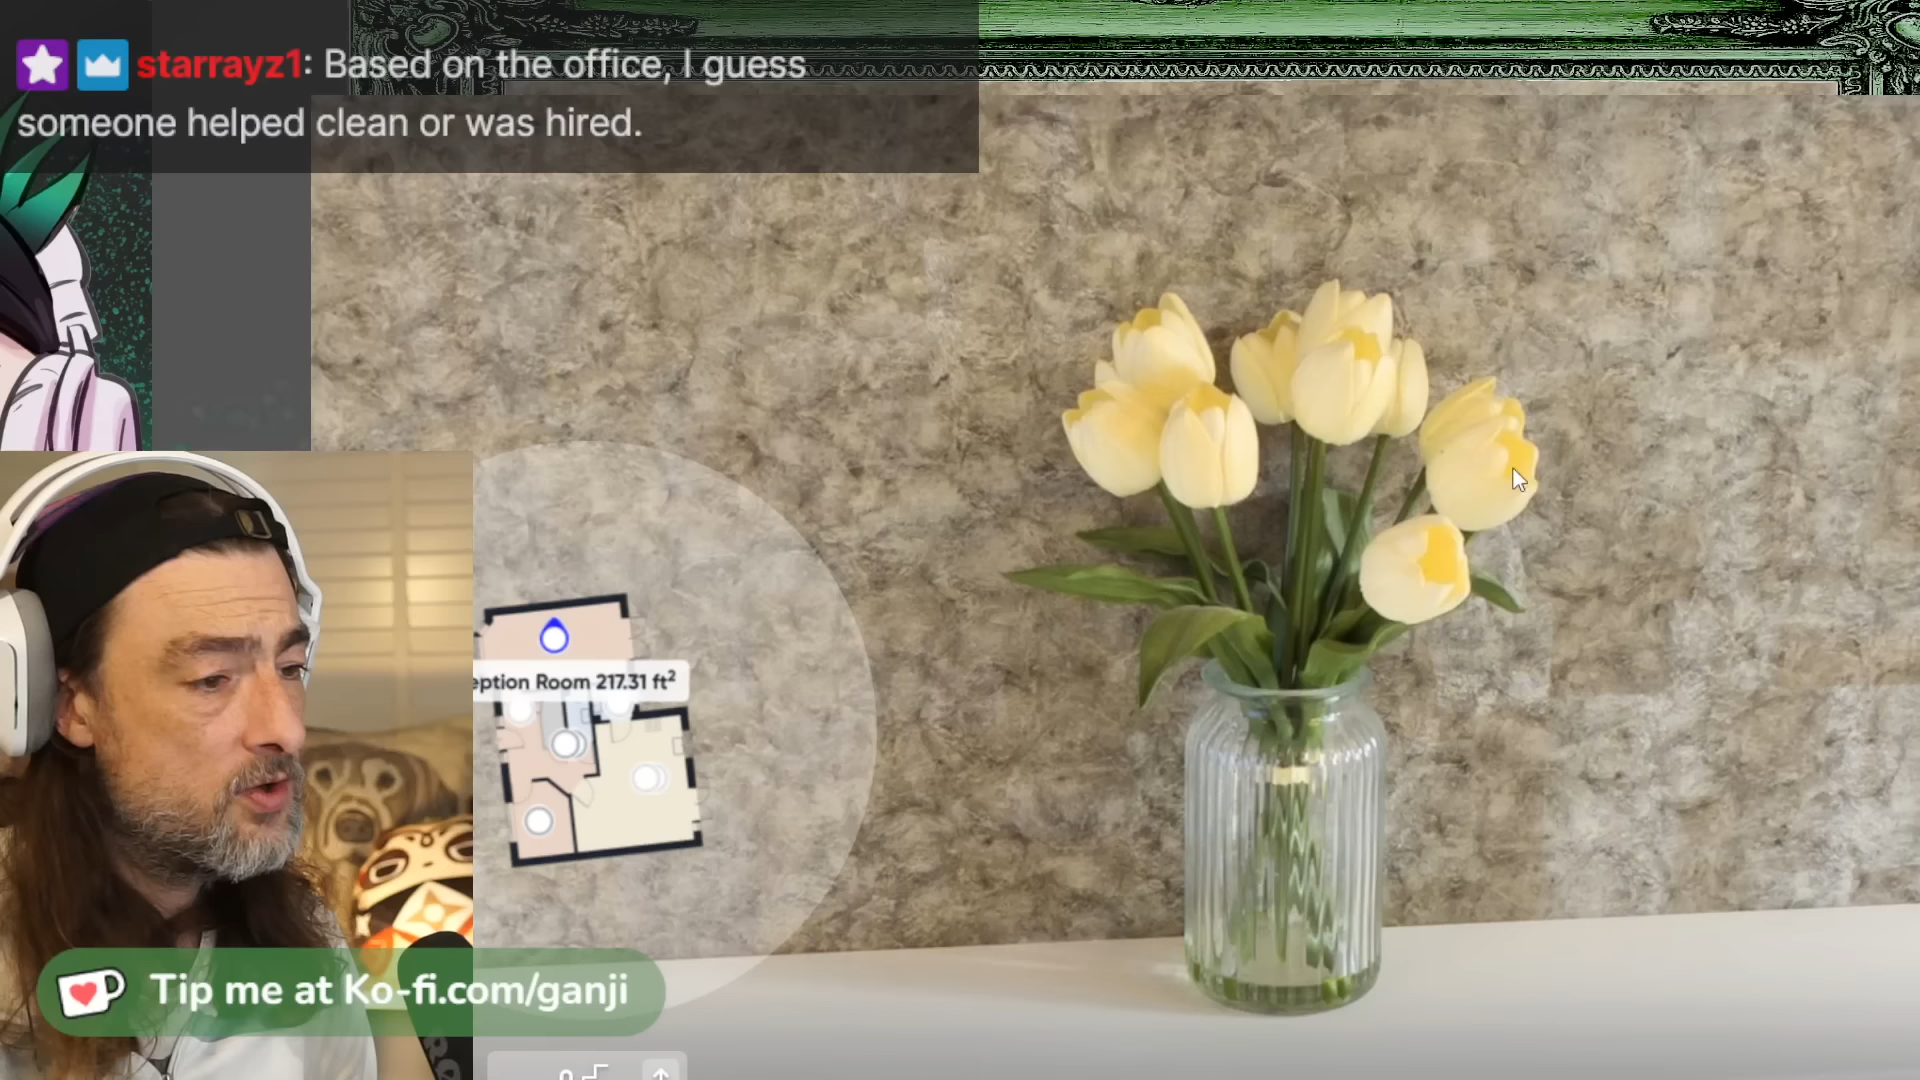 starrayz1: Based on the office, I guess
someone helped clean or was hired.
eption Room 217.31 ft²
Tip me at Ko-fi.com/ganji